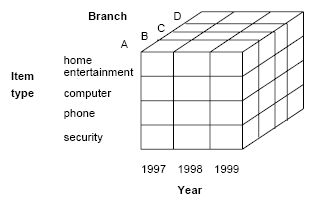 Branch
D
C
B
A
home
entertainment
Item
type
computer
phone
security
1997 1998 1999
Year